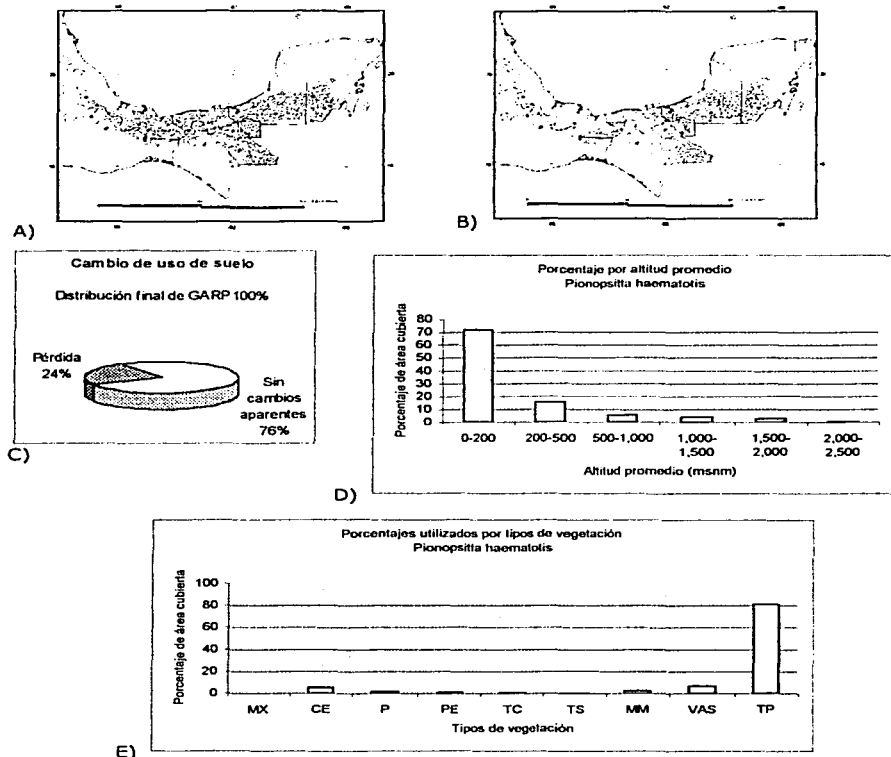 A)
B)
Cambio de uso de suelo
Distribución final de GARP 100%
Pérdida
24%
Sin
cambios
aparentes
76%
C)
Porcentaje por altitud promedio
Pionopsitta haematotis
Porcentaje de área cubierta
80
70
60
50
40
30
20
10
0
0-200
200-500
500-1,000
1,000-
1,500
1,500-
2,000
2,000-
2,500
Altitud promedio (msnm)
D)
Porcentajes utilizados por tipos de vegetación
Pionopsitta haematotis
Porcentaje de área cubierta
100
80
60
40
20
0
MX
CE
P
PE
TC
TS
MM
VAS
TP
Tipos de vegetación
E)